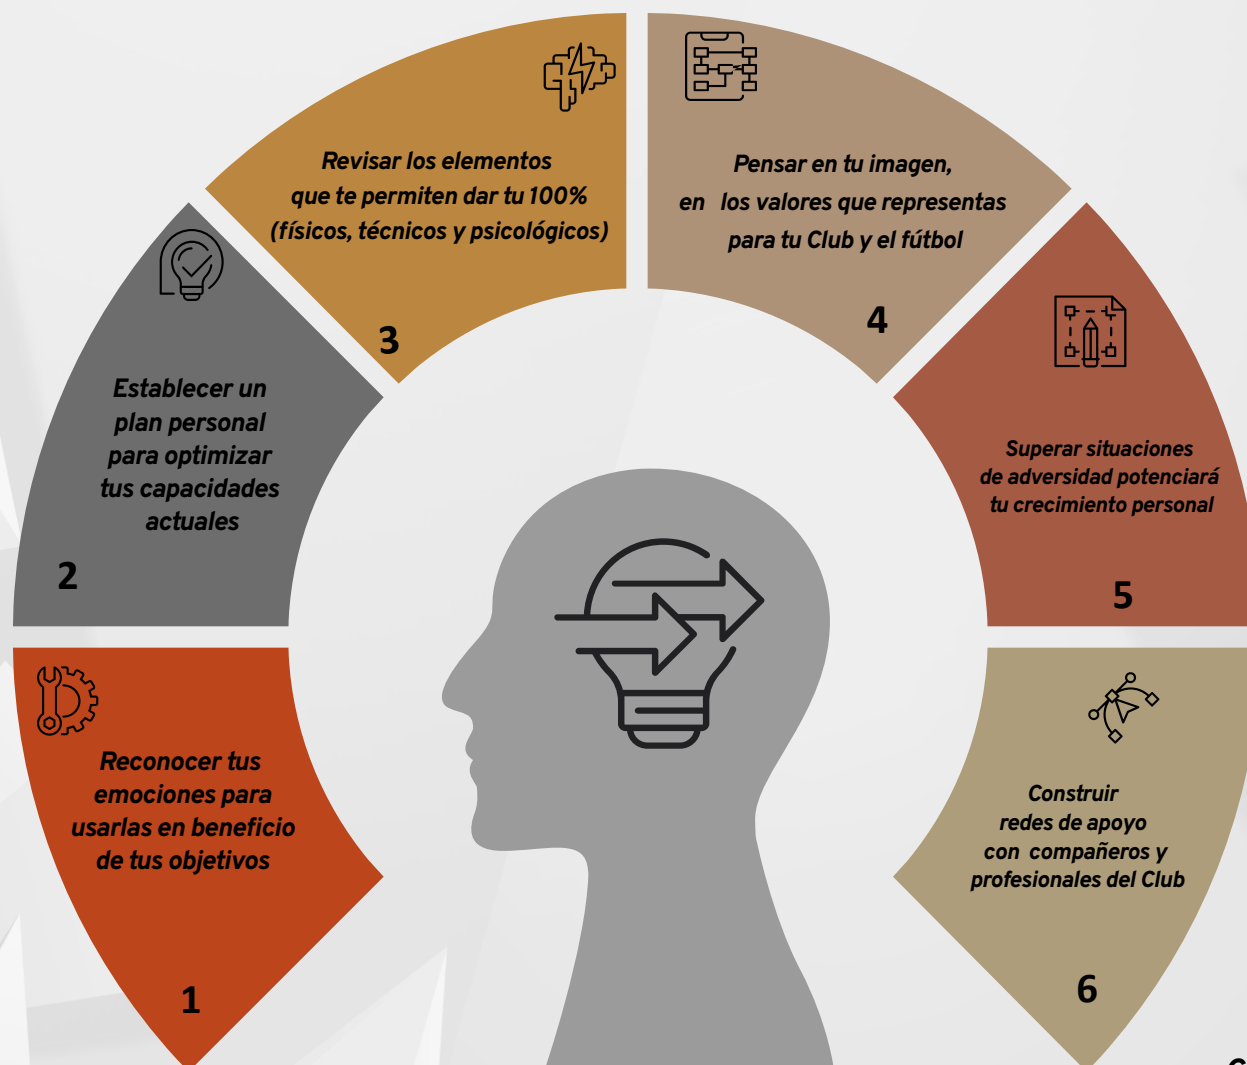 Reconocer tus
emociones para
usarlas en beneficio
de tus objetivos
1
Establecer un
plan personal
para optimizar
tus capacidades
actuales
2
Revisar los elementos
que te permiten dar tu 100%
(físicos, técnicos y psicológicos)
3
Pensar en tu imagen,
en los valores que representas
para tu Club y el fútbol
4
Superar situaciones
de adversidad potenciará
tu crecimiento personal
5
Construir
redes de apoyo
con compañeros y
profesionales del Club
6